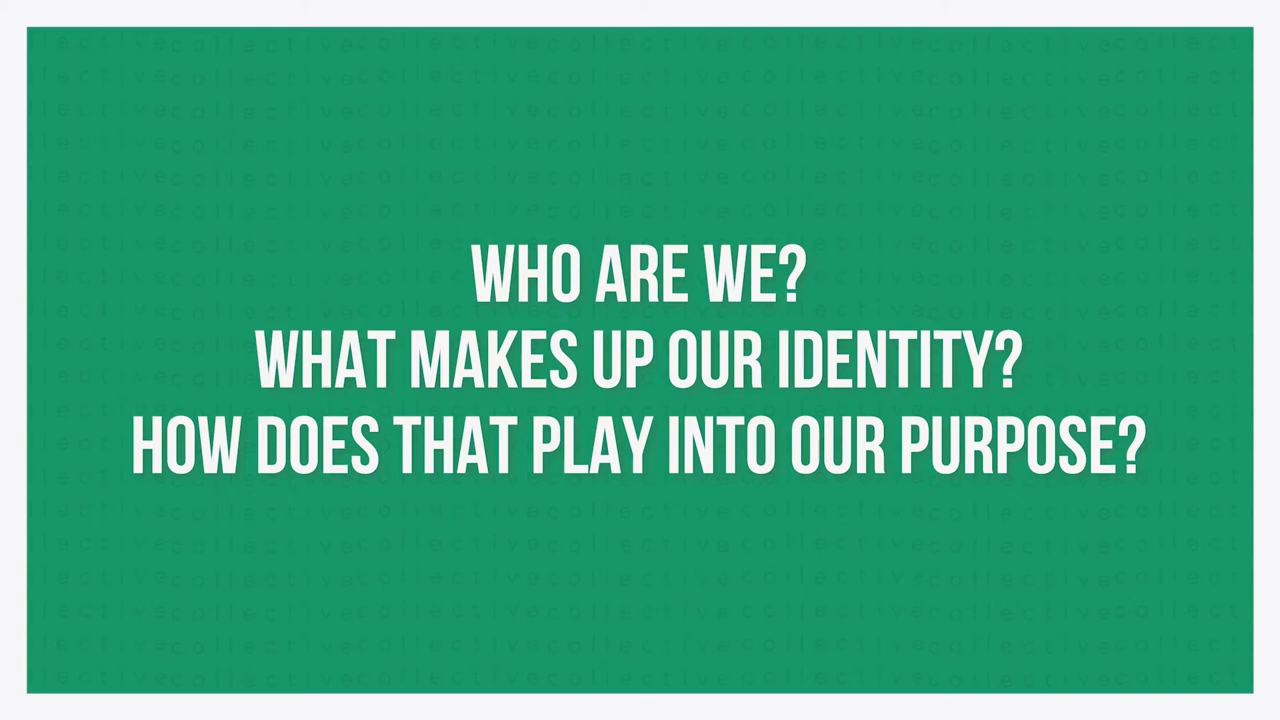 WHO ARE WE?
WHAT MAKES UP OUR IDENTITY?
HOW DOES THAT PLAY INTO OUR PURPOSE?